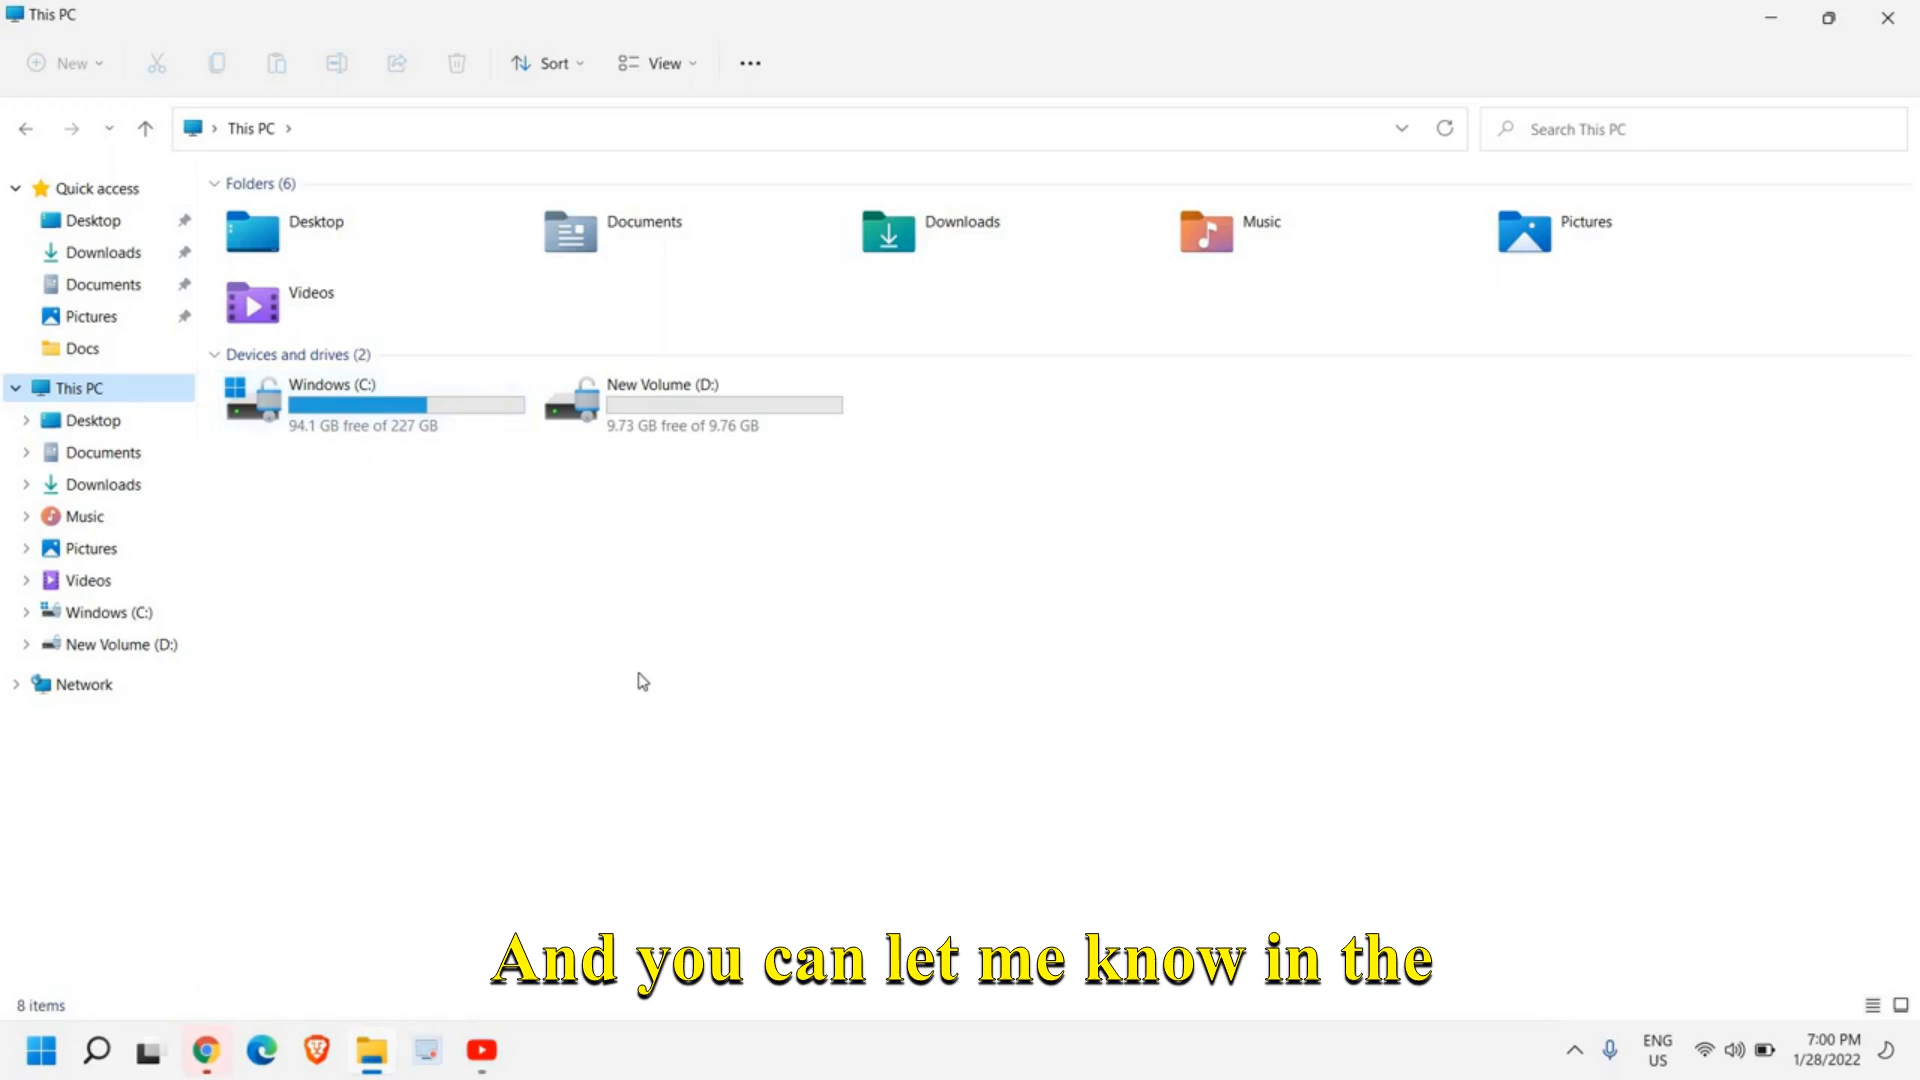 This PC
New
Sort
View
This PC
Search This PC
Quick access
Desktop
Downloads
Documents
Pictures
Docs
This PC
Desktop
Documents
Downloads
Music
Pictures
Videos
Windows (C:)
New Volume (D:)
Network
Folders (6)
Desktop
Documents
Downloads
Music
Pictures
Videos
Devices and drives (2)
Windows (C:)
94.1 GB free of 227 GB
New Volume (D:)
9.73 GB free of 9.76 GB
And you can let me know in the
8 items
ENG
US
7:00 PM
1/28/2022